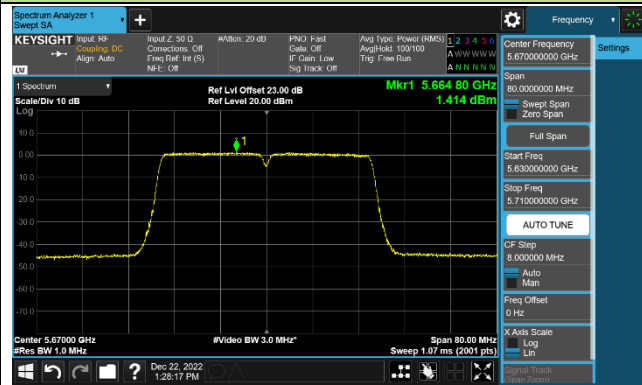 Spectrum Analyzer 1
Swept SA
Frequency
KEYSIGHT
Input: RF
Coupling: DC
Align: Auto
Input Z: 50 Ω
Corrections: Off
Freq Ref: Int (S)
NFE: Off
#Atten: 20 dB
PNO: Fast
Gate: Off
IF Gain: Low
Sig Track: Off
Avg Type: Power (RMS)
Avg|Hold: 100/100
Trig: Free Run
1 2 3 4 5 6
A W W W W W
A N N N N N
LXI
1 Spectrum
Scale/Div 10 dB
Ref Lvl Offset 23.00 dB
Ref Level 20.00 dBm
Mkr1 5.664 80 GHz
1.414 dBm
Log
10.0
0.00
-10.0
-20.0
-30.0
-40.0
-50.0
-60.0
-70.0
1
Center 5.67000 GHz
#Res BW 1.0 MHz
#Video BW 3.0 MHz*
Span 80.00 MHz
Sweep 1.07 ms (2001 pts)
Dec 22, 2022
1:28:17 PM
Center Frequency
5.670000000 GHz
Settings
Span
80.0000000 MHz
Swept Span
Zero Span
Full Span
Start Freq
5.630000000 GHz
Stop Freq
5.710000000 GHz
AUTO TUNE
CF Step
8.000000 MHz
Auto
Man
Freq Offset
0 Hz
X Axis Scale
Log
Lin
Signal Track
(Span Zoom)